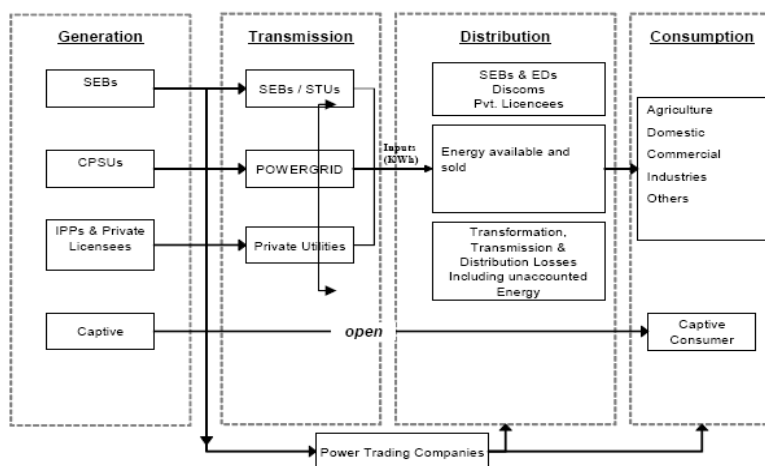 Generation
SEBs
CPSUs
IPPs & Private
Licensees
Captive
Transmission
SEBs / STUs
POWERGRID
Private Utilities
open
Inputs
(KWh)
Distribution
SEBs & EDs
Discoms
Pvt. Licencees
Energy available and
sold
Transformation,
Transmission &
Distribution Losses
Including unaccounted
Energy
Consumption
Agriculture
Domestic
Commercial
Industries
Others
Captive
Consumer
Power Trading Companies